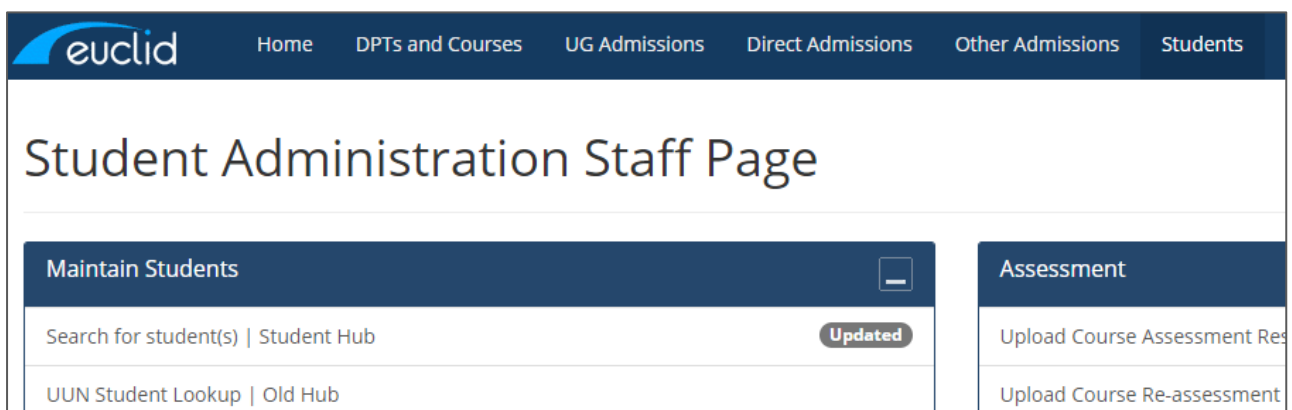 euclid Home DPTs and Courses UG Admissions Direct Admissions Other Admissions Students
Student Administration Staff Page
Maintain Students
Search for student(s) | Student Hub Updated
UUN Student Lookup | Old Hub
Assessment
Upload Course Assessment Res
Upload Course Re-assessment